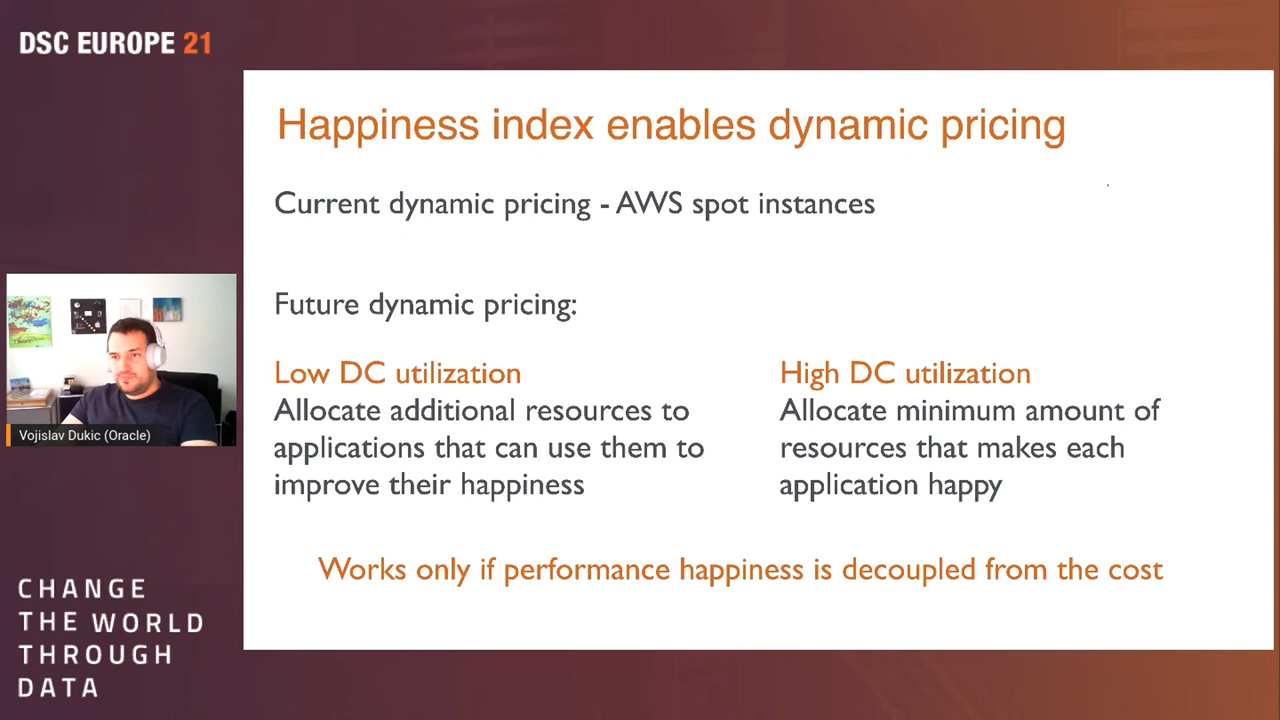 DSC EUROPE 21
Happiness index enables dynamic pricing
Current dynamic pricing - AWS spot instances
Future dynamic pricing:
Low DC utilization
Allocate additional resources to
applications that can use them to
improve their happiness
High DC utilization
Allocate minimum amount of
resources that makes each
application happy
Works only if performance happiness is decoupled from the cost
Vojislav Dukic (Oracle)
CHANGE
THE WORLD
THROUGH
DATA